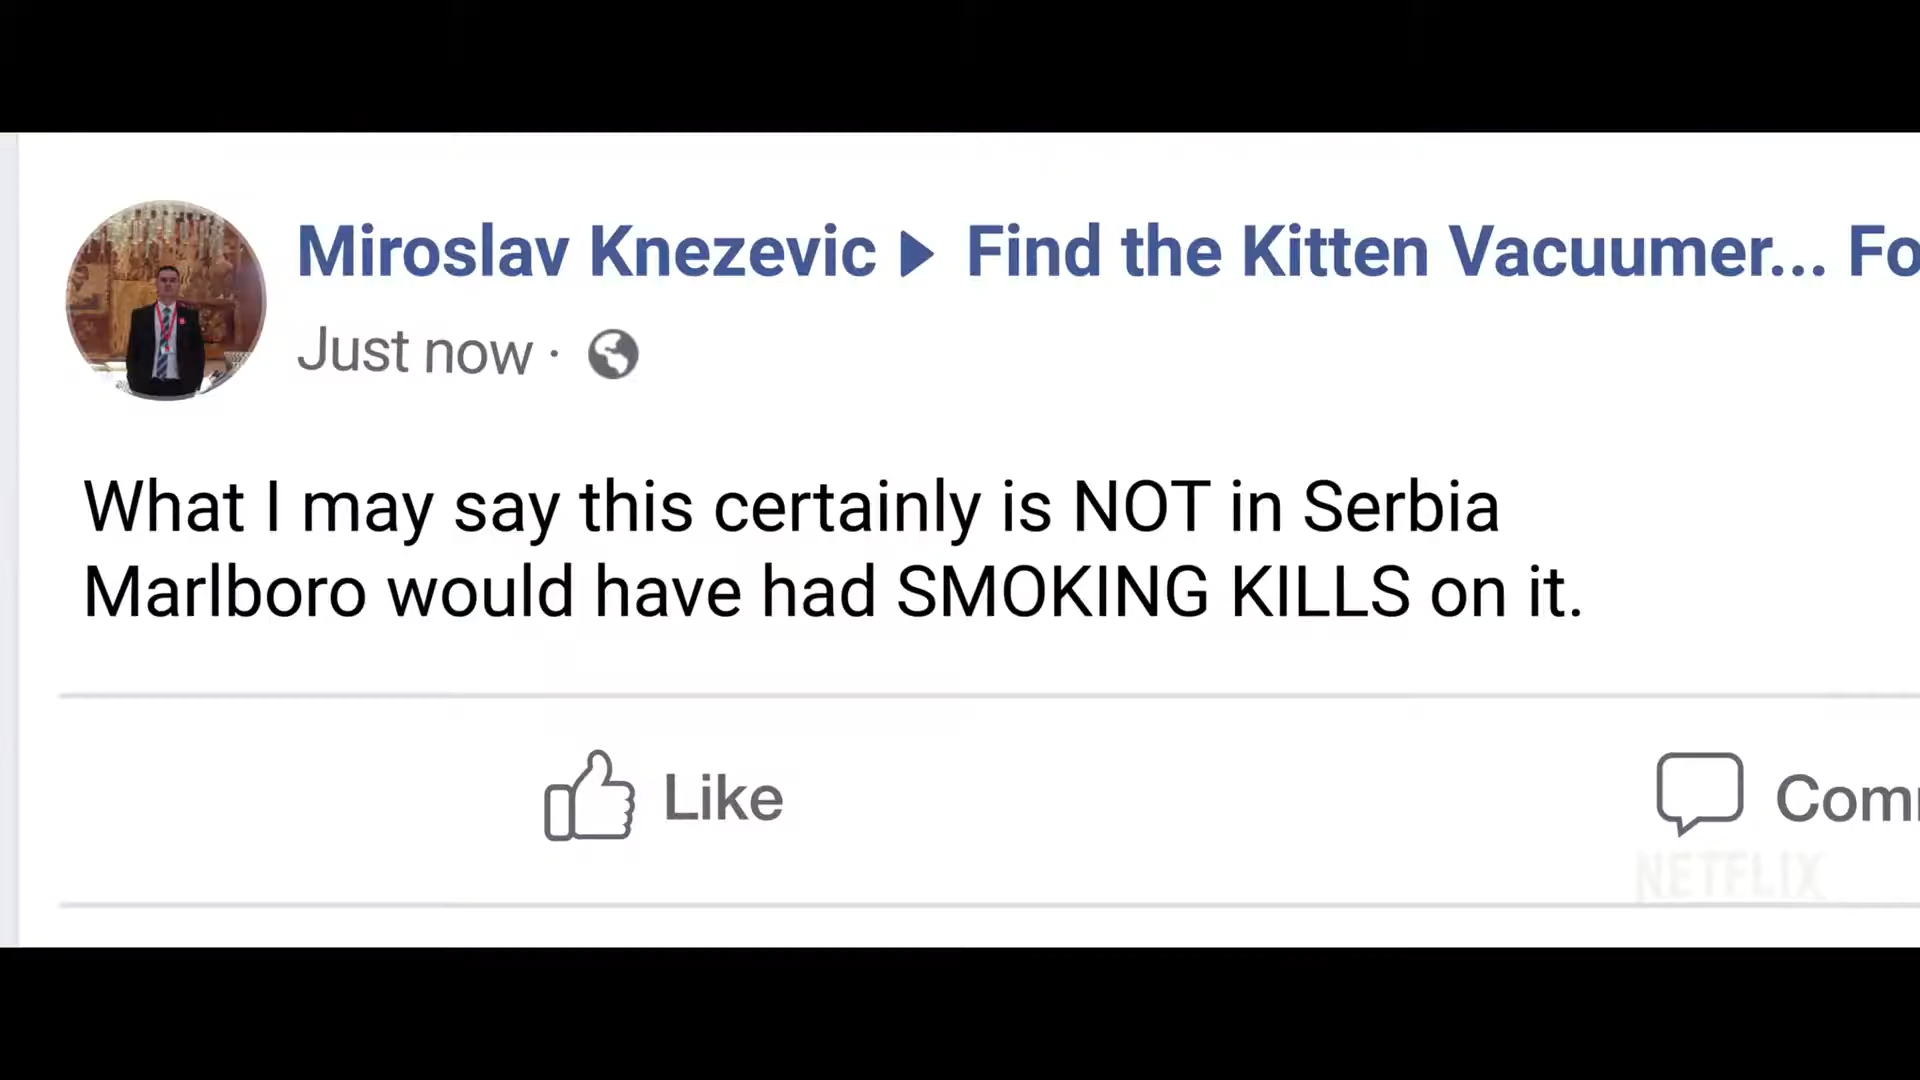 Miroslav Knezevic ▶ Find the Kitten Vacuumer... Fo
Just now ·
What I may say this certainly is NOT in Serbia
Marlboro would have had SMOKING KILLS on it.
Like
Com
NETFLIX